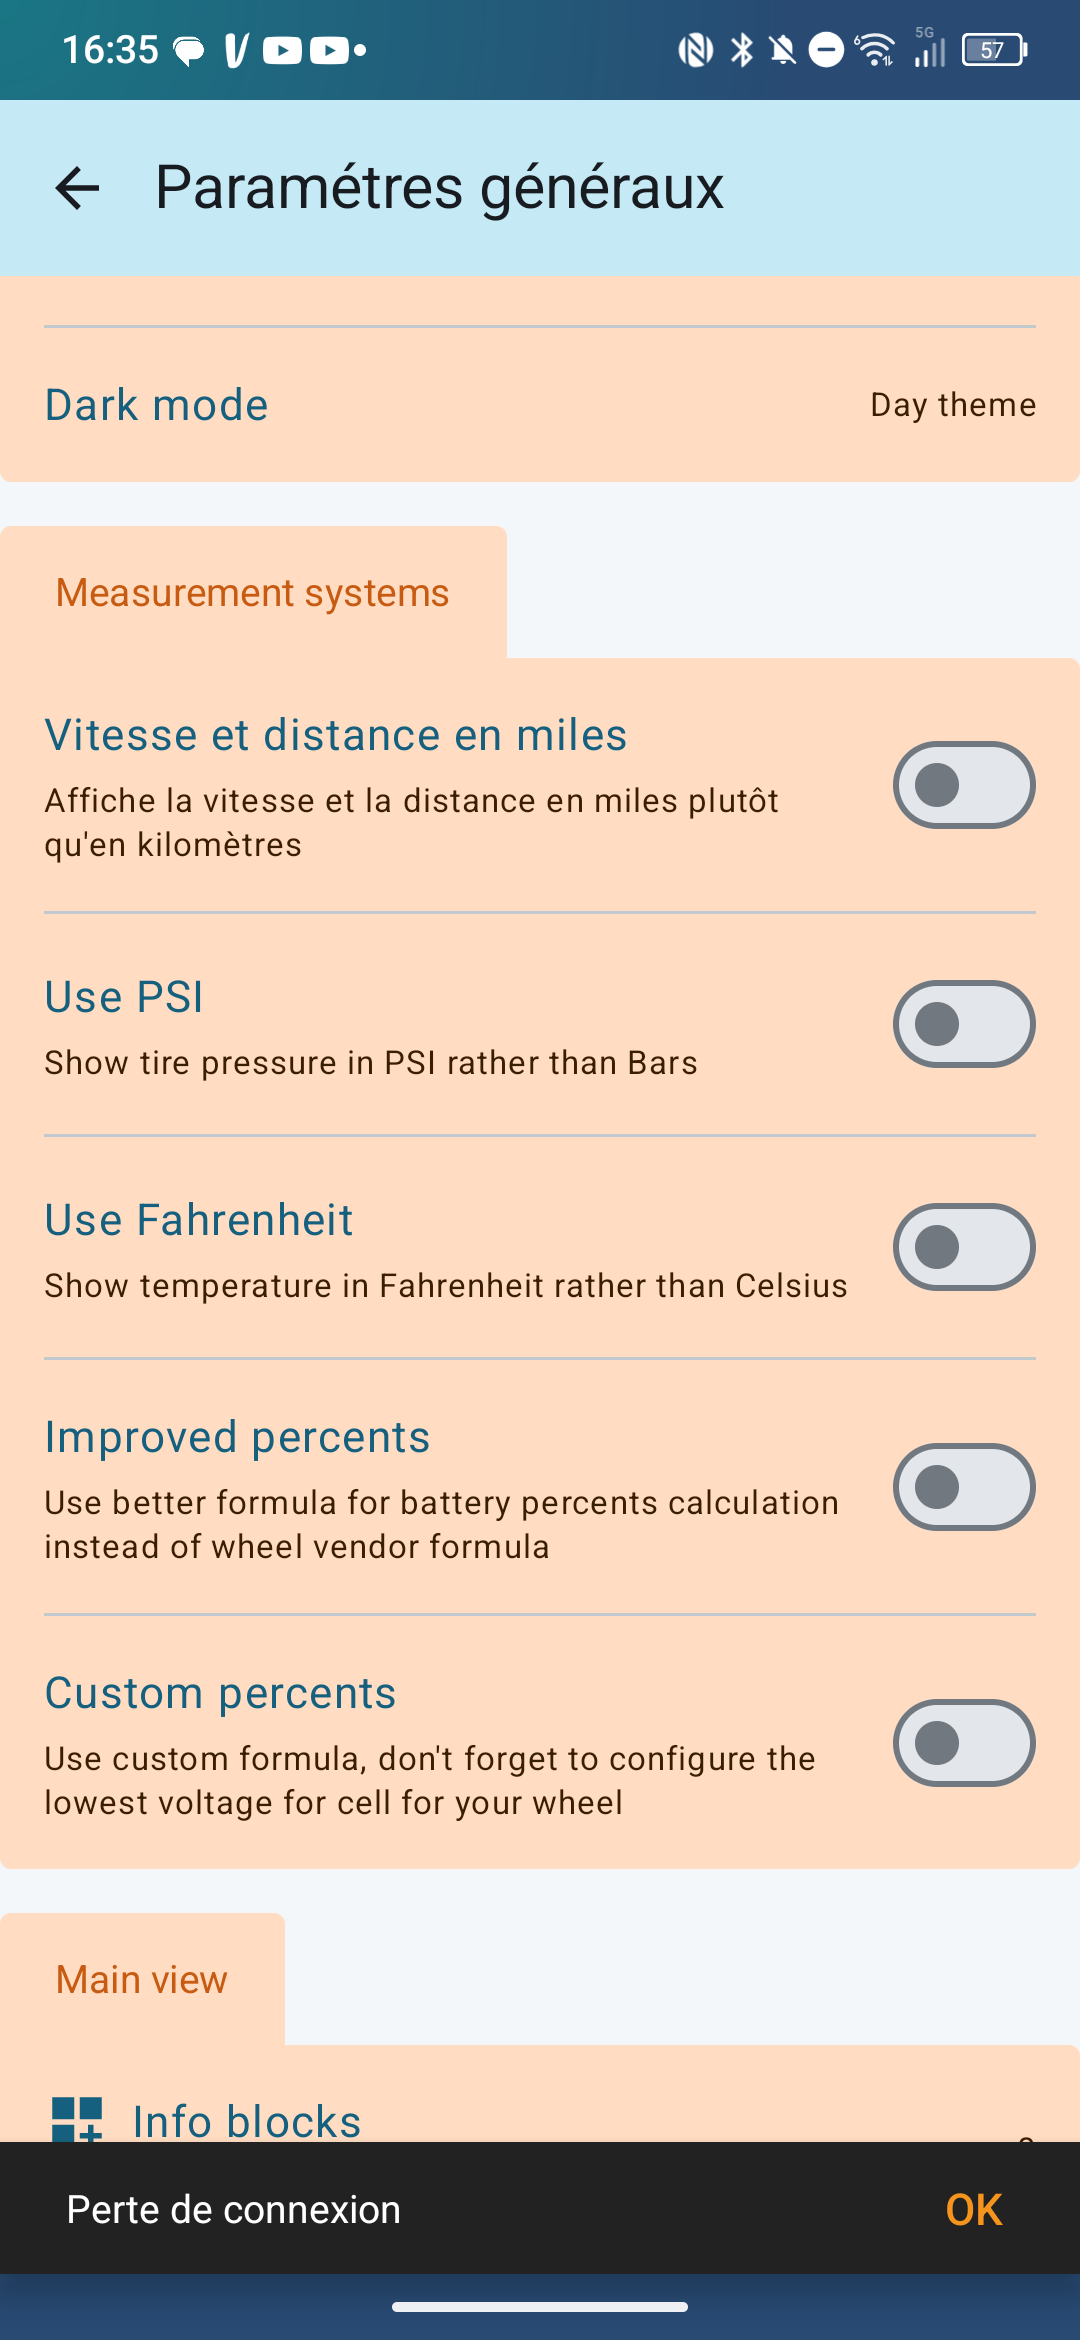 16:35
5G
57
Paramétres généraux
Dark mode
Day theme
Measurement systems
Vitesse et distance en miles
Affiche la vitesse et la distance en miles plutôt
qu'en kilomètres
Use PSI
Show tire pressure in PSI rather than Bars
Use Fahrenheit
Show temperature in Fahrenheit rather than Celsius
Improved percents
Use better formula for battery percents calculation
instead of wheel vendor formula
Custom percents
Use custom formula, don't forget to configure the
lowest voltage for cell for your wheel
Main view
Info blocks
Perte de connexion
OK